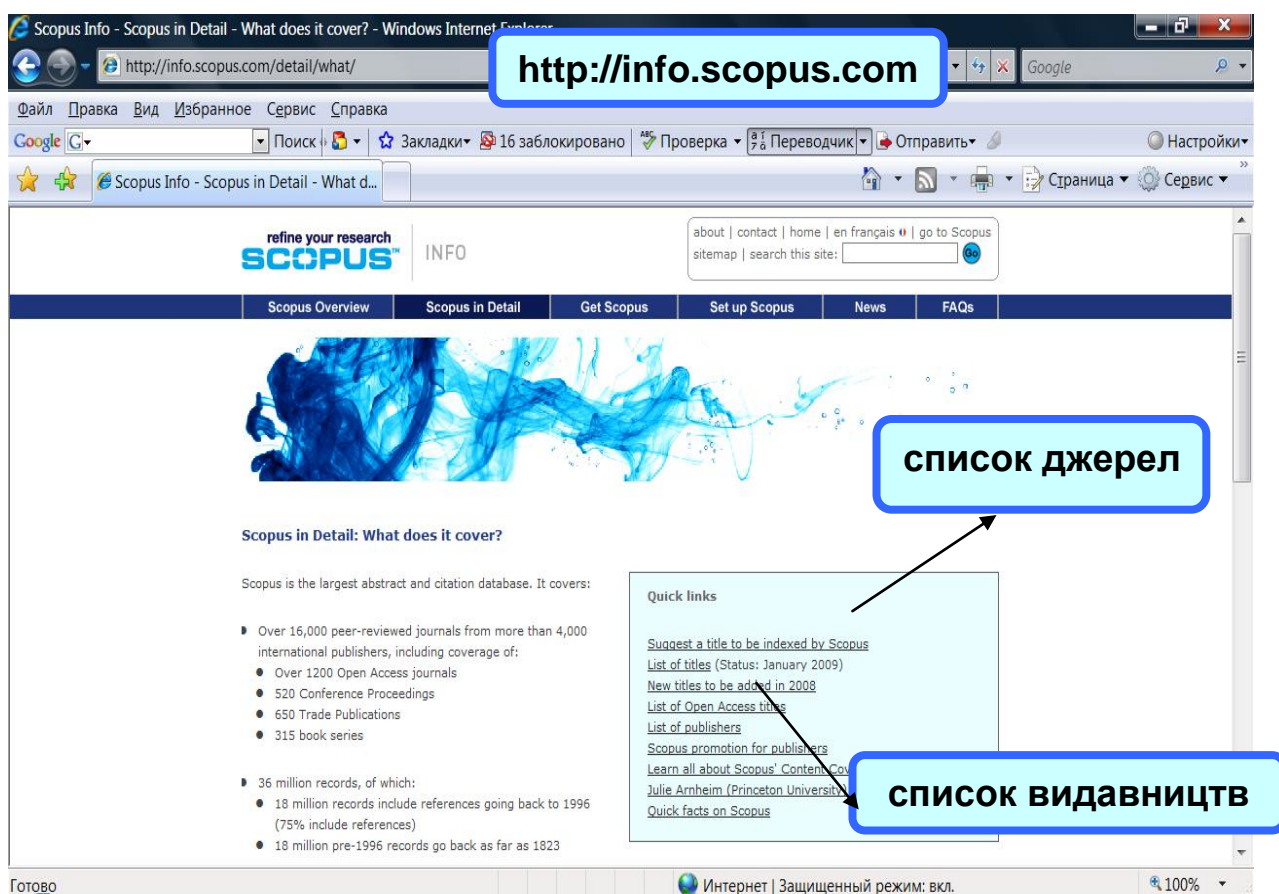 Scopus Info - Scopus in Detail - What does it cover? - Windows Internet Explorer
http://info.scopus.com/detail/what/
http://info.scopus.com
Google
Файл Правка Вид Избранное Сервис Справка
Google G Поиск Закладки 16 заблокировано Проверка Переводчик Отправить Настройки
Scopus Info - Scopus in Detail - What d...
Страница Сервис
refine your research
SCOPUS™ INFO
about | contact | home | en français | go to Scopus
sitemap | search this site: Go
Scopus Overview Scopus in Detail Get Scopus Set up Scopus News FAQs
список джерел
Scopus in Detail: What does it cover?
Scopus is the largest abstract and citation database. It covers:
Over 16,000 peer-reviewed journals from more than 4,000
international publishers, including coverage of:
Over 1200 Open Access journals
520 Conference Proceedings
650 Trade Publications
315 book series
36 million records, of which:
18 million records include references going back to 1996
(75% include references)
18 million pre-1996 records go back as far as 1823
Quick links
Suggest a title to be indexed by Scopus
List of titles (Status: January 2009)
New titles to be added in 2008
List of Open Access titles
List of publishers
Scopus promotion for publishers
Learn all about Scopus' Content
Julie Arnheim (Princeton University)
Quick facts on Scopus
список видавництв
Готово
Интернет | Защищенный режим: вкл.
100%